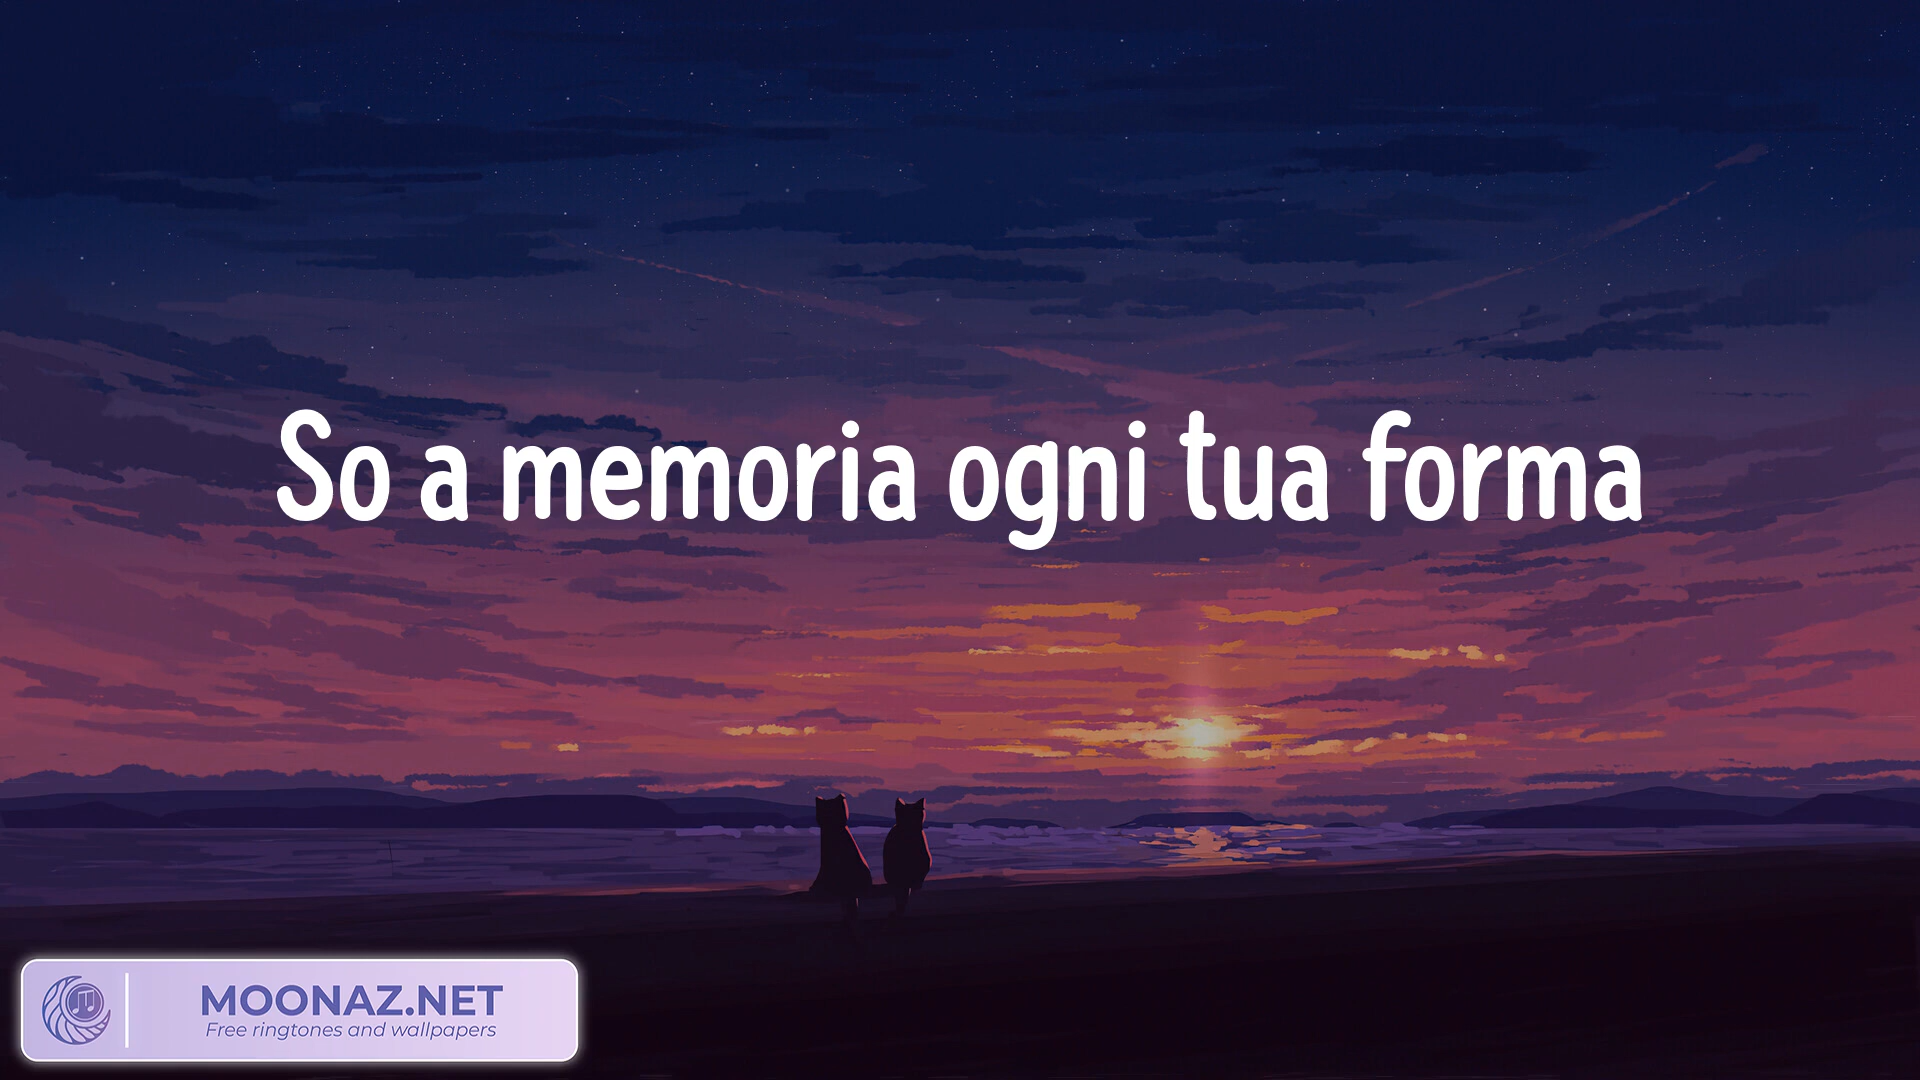 So a memoria ogni tua forma
MOONAZ.NET
Free ringtones and wallpapers